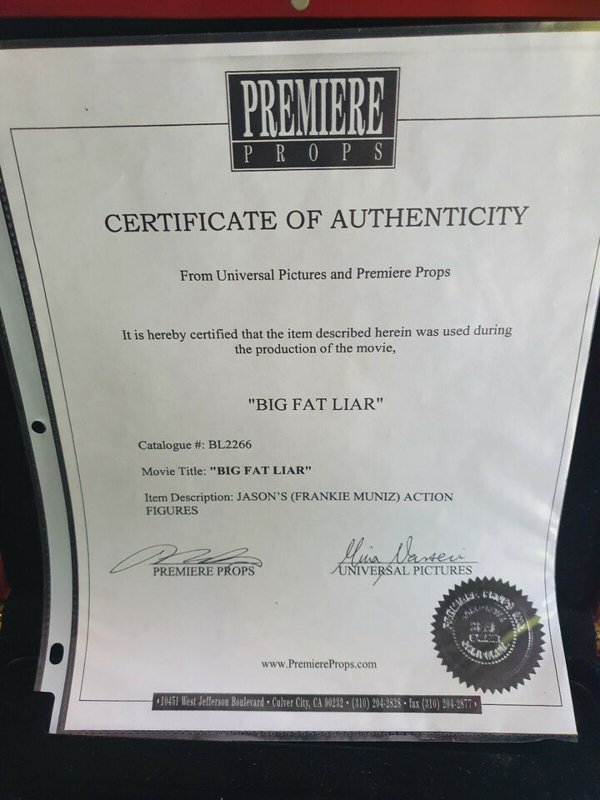 PREMIERE
PROPS
CERTIFICATE OF AUTHENTICITY
From Universal Pictures and Premiere Props
It is hereby certified that the item described herein was used during
the production of the movie,
"BIG FAT LIAR"
Catalogue #: BL2266
Movie Title: "BIG FAT LIAR"
Item Description: JASON'S (FRANKIE MUNIZ) ACTION
FIGURES
PREMIERE PROPS
UNIVERSAL PICTURES
www.PremiereProps.com
10451 West Jefferson Boulevard • Culver City, CA 90232 • (310) 204-2828 • fax (310) 204-2877